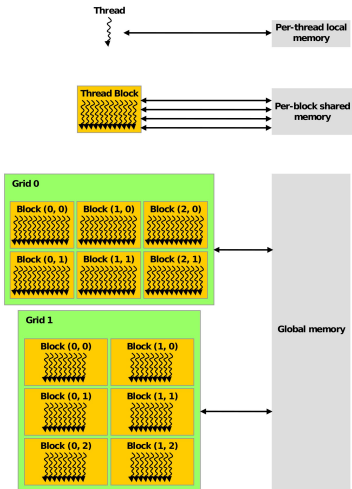 Thread
Per-thread local
memory
Thread Block
Per-block shared
memory
Grid 0
Block (0, 0) Block (1, 0) Block (2, 0)
Block (0, 1) Block (1, 1) Block (2, 1)
Grid 1
Block (0, 0) Block (1, 0)
Block (0, 1) Block (1, 1)
Block (0, 2) Block (1, 2)
Global memory